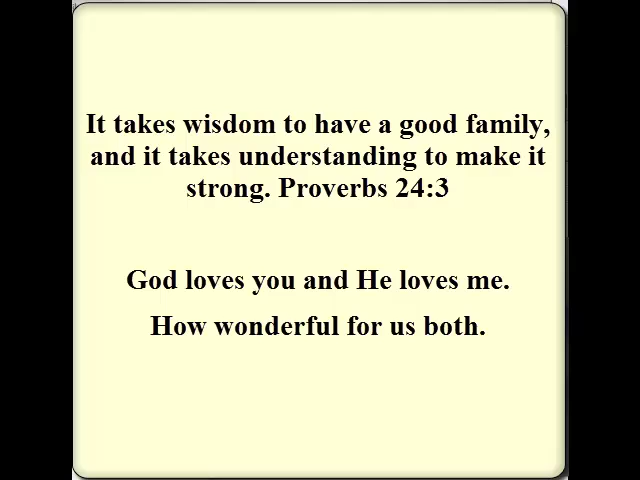 It takes wisdom to have a good family,
and it takes understanding to make it
strong. Proverbs 24:3
God loves you and He loves me.
How wonderful for us both.